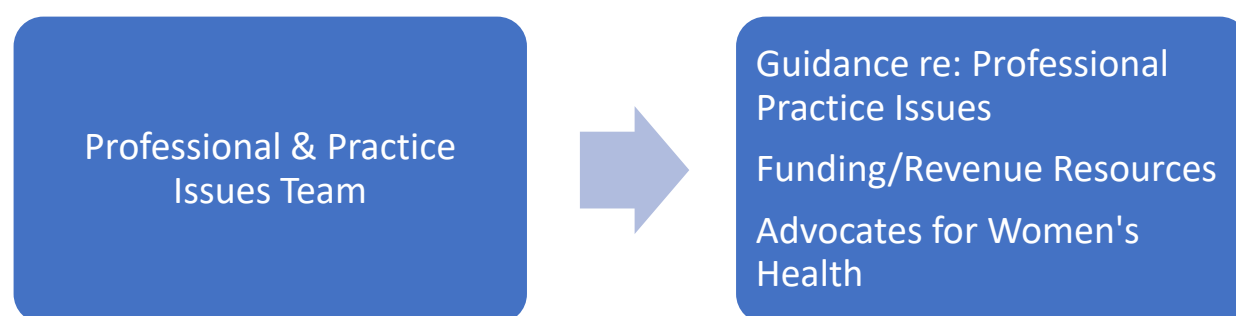 Professional & Practice
Issues Team
Guidance re: Professional
Practice Issues
Funding/Revenue Resources
Advocates for Women's
Health